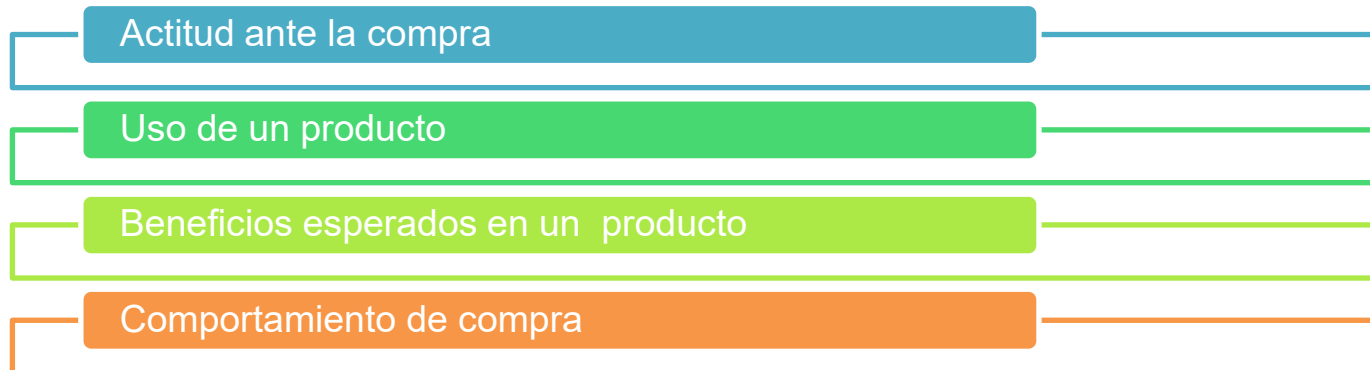 Actitud ante la compra
Uso de un producto
Beneficios esperados en un  producto
Comportamiento de compra